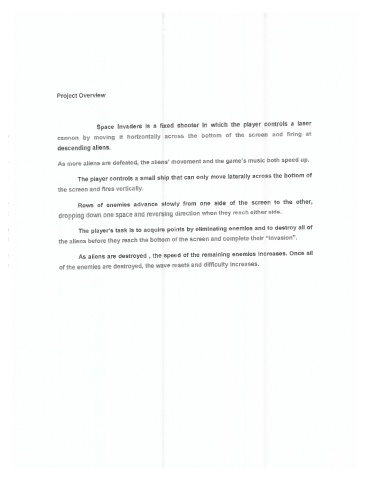 Project Overview
Space Invaders is a fixed shooter in which the player controls a laser
cannon by moving it horizontally across the bottom of the screen and firing at
descending aliens.
As more aliens are defeated, the aliens' movement and the game's music both speed up.
The player controls a small ship that can only move laterally across the bottom of
the screen and fires vertically.
Rows of enemies advance slowly from one side of the screen to the other,
dropping down one space and reversing direction when they reach either side.
The player's task is to acquire points by eliminating enemies and to destroy all of
the aliens before they reach the bottom of the screen and complete their "invasion".
As aliens are destroyed , the speed of the remaining enemies increases. Once all
of the enemies are destroyed, the wave resets and difficulty increases.